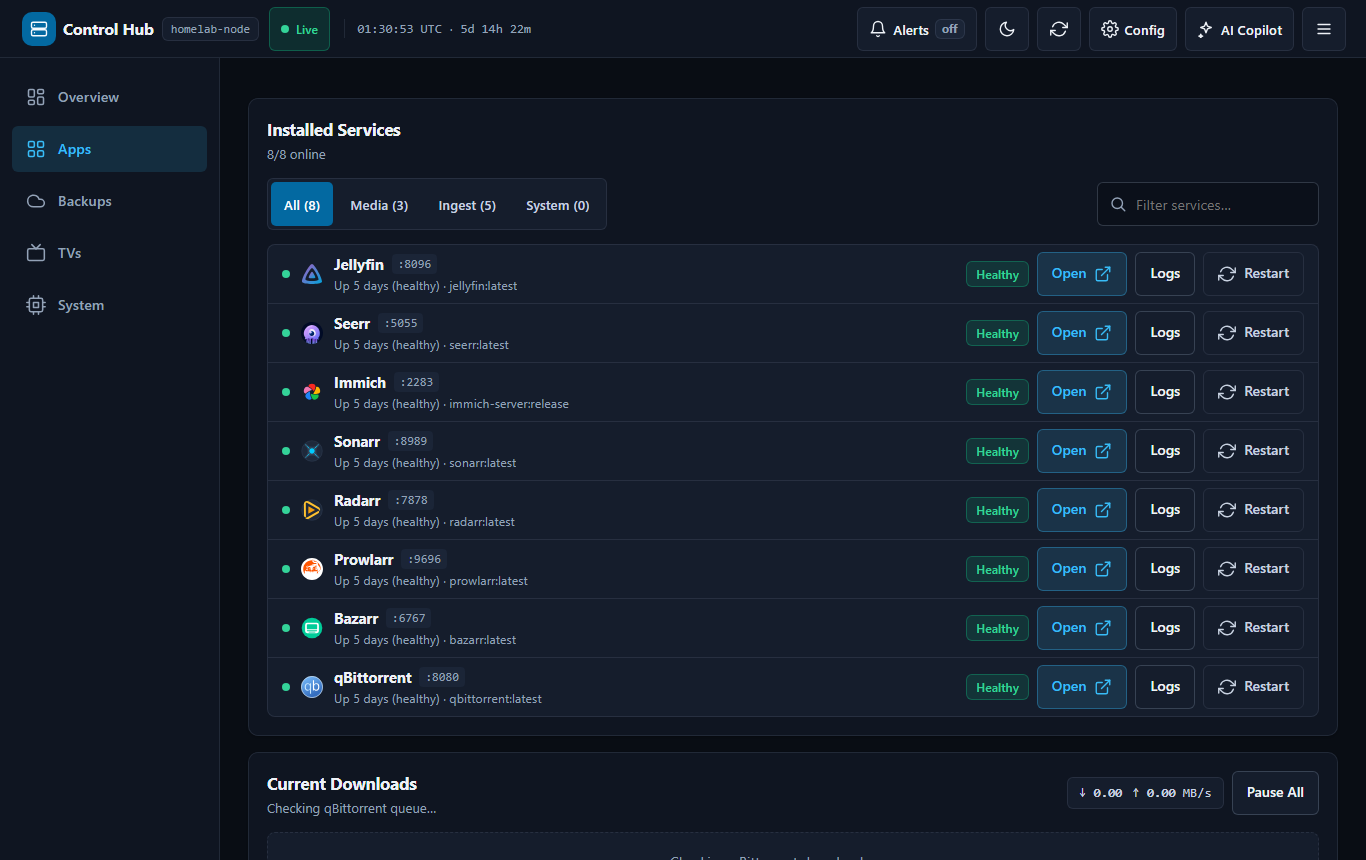 Control Hub homelab-node Live 01:30:53 UTC · 5d 14h 22m Alerts off Config AI Copilot
Overview
Apps
Backups
TVs
System
Installed Services
8/8 online
All (8) Media (3) Ingest (5) System (0) Filter services...
Jellyfin :8096
Up 5 days (healthy) · jellyfin:latest
Healthy Open Logs Restart
Seerr :5055
Up 5 days (healthy) · seerr:latest
Healthy Open Logs Restart
Immich :2283
Up 5 days (healthy) · immich-server:release
Healthy Open Logs Restart
Sonarr :8989
Up 5 days (healthy) · sonarr:latest
Healthy Open Logs Restart
Radarr :7878
Up 5 days (healthy) · radarr:latest
Healthy Open Logs Restart
Prowlarr :9696
Up 5 days (healthy) · prowlarr:latest
Healthy Open Logs Restart
Bazarr :6767
Up 5 days (healthy) · bazarr:latest
Healthy Open Logs Restart
qb qBittorrent :8080
Up 5 days (healthy) · qbittorrent:latest
Healthy Open Logs Restart
Current Downloads
Checking qBittorrent queue...
↓ 0.00 ↑ 0.00 MB/s Pause All